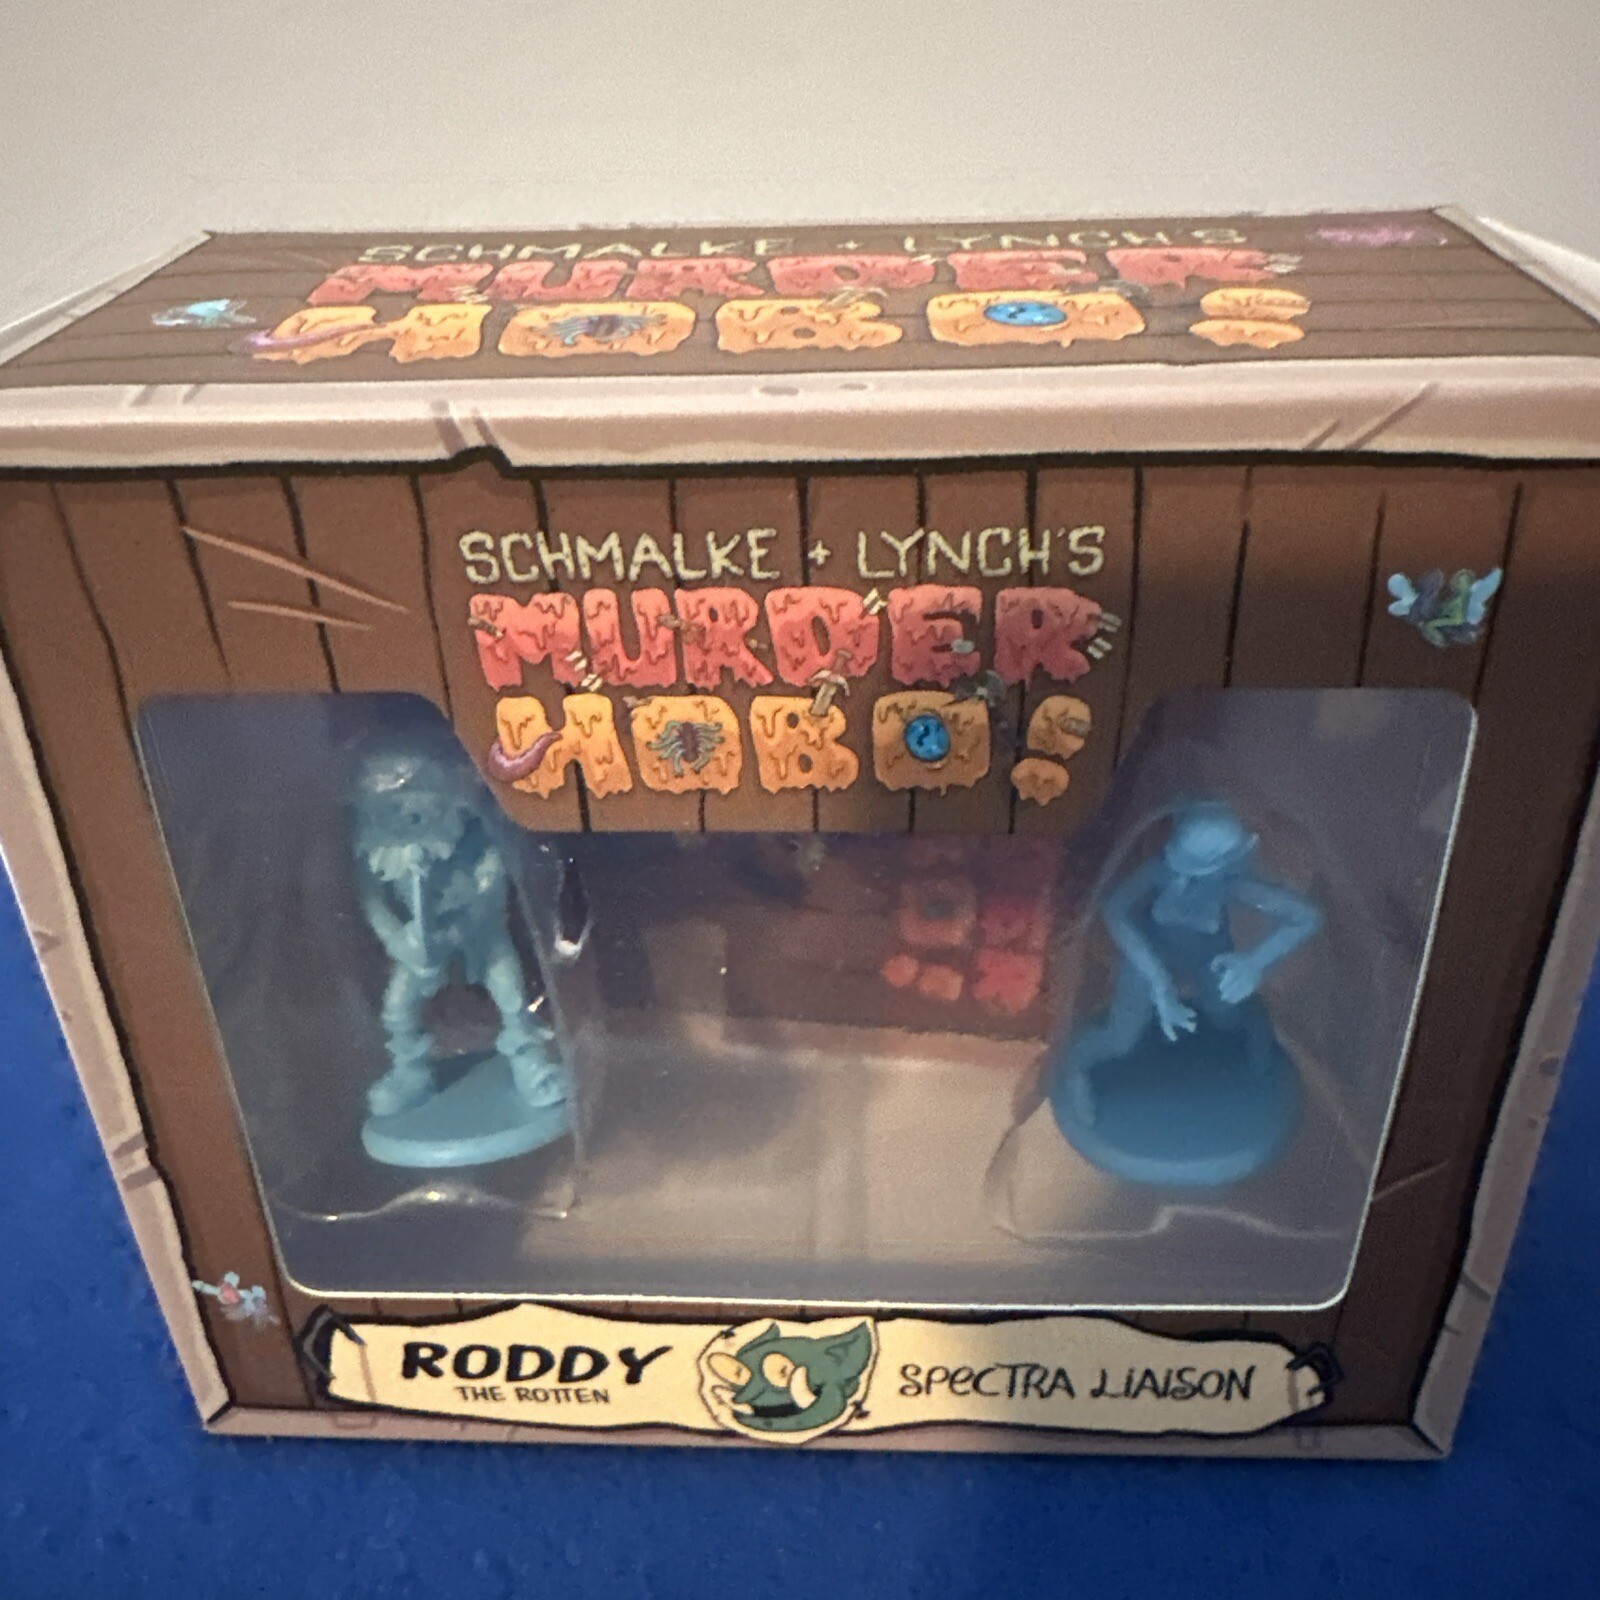 SCHMALKE + LYNCH'S
MURDER
HOBO!
SCHMALKE + LYNCH'S
MURDER
HOBO!
RODDY
THE ROTTEN
SPECTRA LIAISON